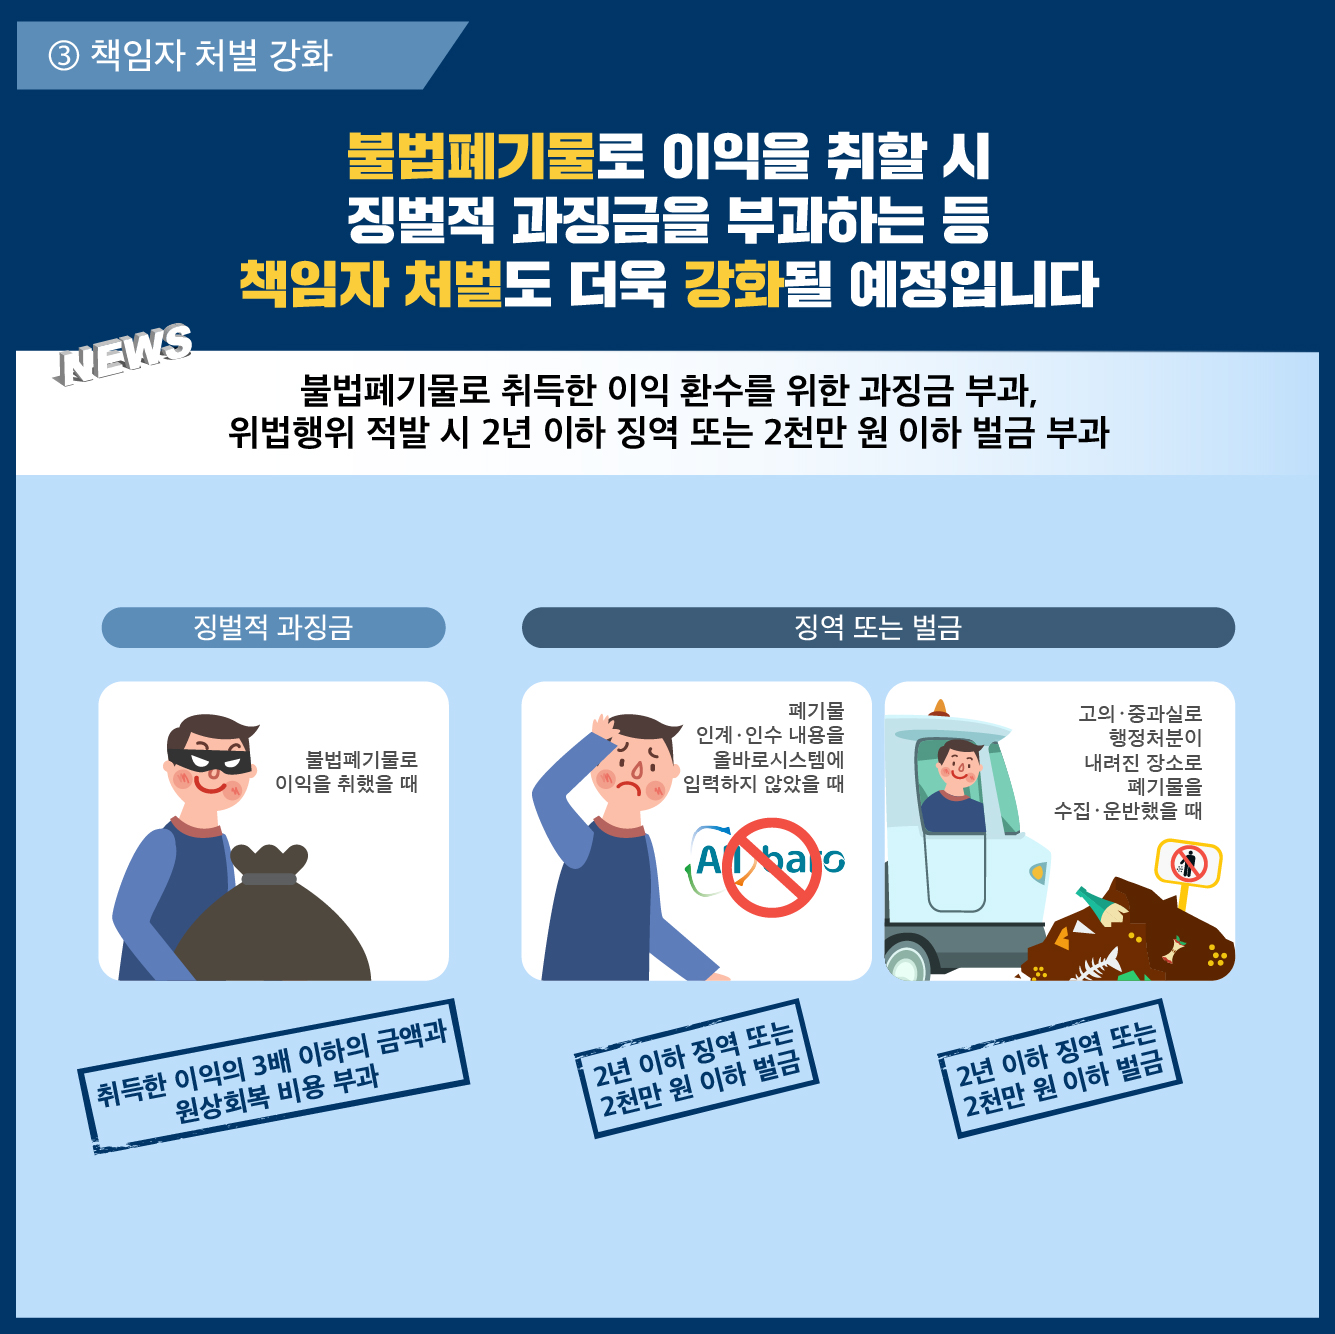 ③ 책임자 처벌 강화
불법폐기물로 이익을 취할 시
징벌적 과징금을 부과하는 등
책임자 처벌도 더욱 강화될 예정입니다
NEWS
불법폐기물로 취득한 이익 환수를 위한 과징금 부과,
위법행위 적발 시 2년 이하 징역 또는 2천만 원 이하 벌금 부과
징벌적 과징금
불법폐기물로
이익을 취했을 때
취득한 이익의 3배 이하의 금액과
원상회복 비용 부과
징역 또는 벌금
폐기물
인계·인수 내용을
올바로시스템에
입력하지 않았을 때
Allbaro
2년 이하 징역 또는
2천만 원 이하 벌금
고의·중과실로
행정처분이
내려진 장소로
폐기물을
수집·운반했을 때
2년 이하 징역 또는
2천만 원 이하 벌금